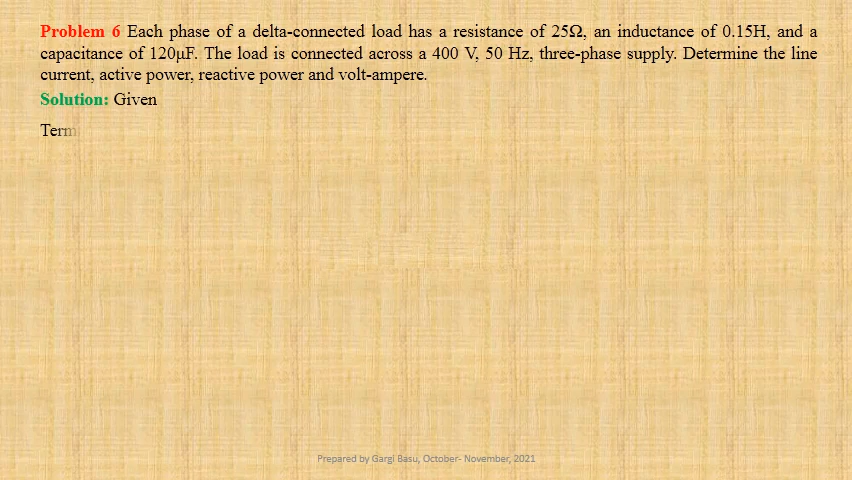 Problem 6 Each phase of a delta-connected load has a resistance of 25Ω, an inductance of 0.15H, and a
capacitance of 120μF. The load is connected across a 400 V, 50 Hz, three-phase supply. Determine the line
current, active power, reactive power and volt-ampere.
Solution: Given
Term
Prepared by Gargi Basu, October- November, 2021